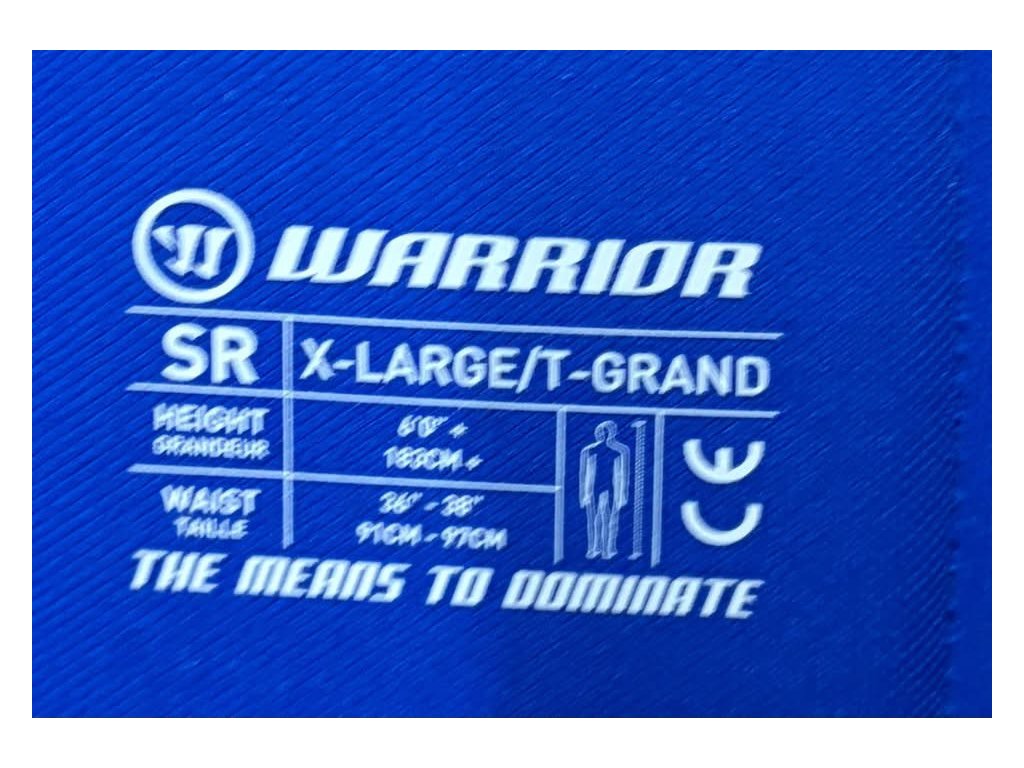 WARRIOR
SR X-LARGE/T-GRAND
HEIGHT 6'0" +
GRANDEUR 183CM +
WAIST 36" - 38"
TAILLE 91CM - 97CM
CE
THE MEANS TO DOMINATE